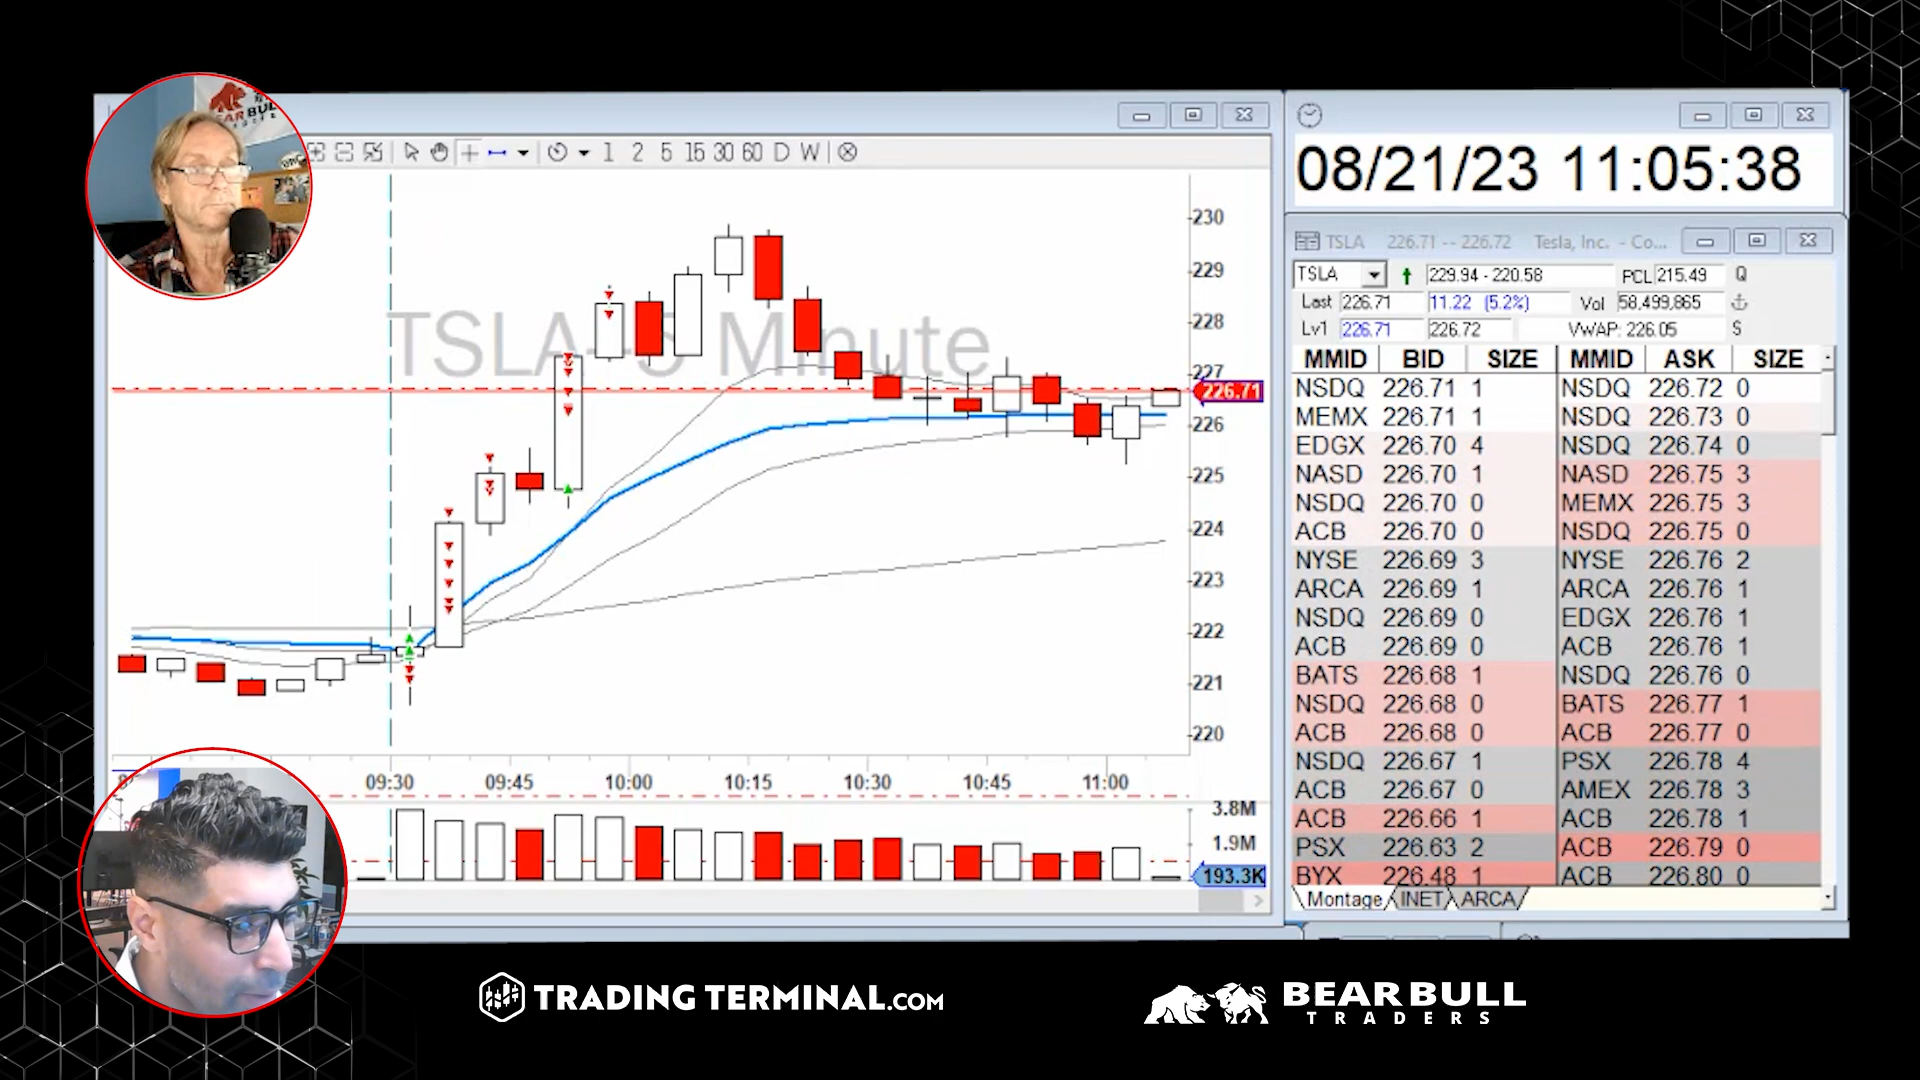 BEAR BULL
1 2 5 15 30 60 D W
TSLA--5 Minute
230
229
228
227
226.71
226
225
224
223
222
221
220
09:30 09:45 10:00 10:15 10:30 10:45 11:00
3.8M
1.9M
193.3K
08/21/23 11:05:38
TSLA 226.71 -- 226.72 Tesla, Inc. - Co...
TSLA 229.94 - 220.58 PCL 215.49 Q
Last 226.71 11.22 (5.2%) Vol 58,499,865
Lv1 226.71 226.72 VWAP: 226.05 S
MMID BID SIZE MMID ASK SIZE
NSDQ 226.71 1 NSDQ 226.72 0
MEMX 226.71 1 NSDQ 226.73 0
EDGX 226.70 4 NSDQ 226.74 0
NASD 226.70 1 NASD 226.75 3
NSDQ 226.70 0 MEMX 226.75 3
ACB 226.70 0 NSDQ 226.75 0
NYSE 226.69 3 NYSE 226.76 2
ARCA 226.69 1 ARCA 226.76 1
NSDQ 226.69 0 EDGX 226.76 1
ACB 226.69 0 ACB 226.76 1
BATS 226.68 1 NSDQ 226.76 0
NSDQ 226.68 0 BATS 226.77 1
ACB 226.68 0 ACB 226.77 0
NSDQ 226.67 1 PSX 226.78 4
ACB 226.67 0 AMEX 226.78 3
ACB 226.66 1 ACB 226.78 1
PSX 226.63 2 ACB 226.79 0
BYX 226.48 1 ACB 226.80 0
Montage INET ARCA
TRADING TERMINAL.COM
BEAR BULL
TRADERS